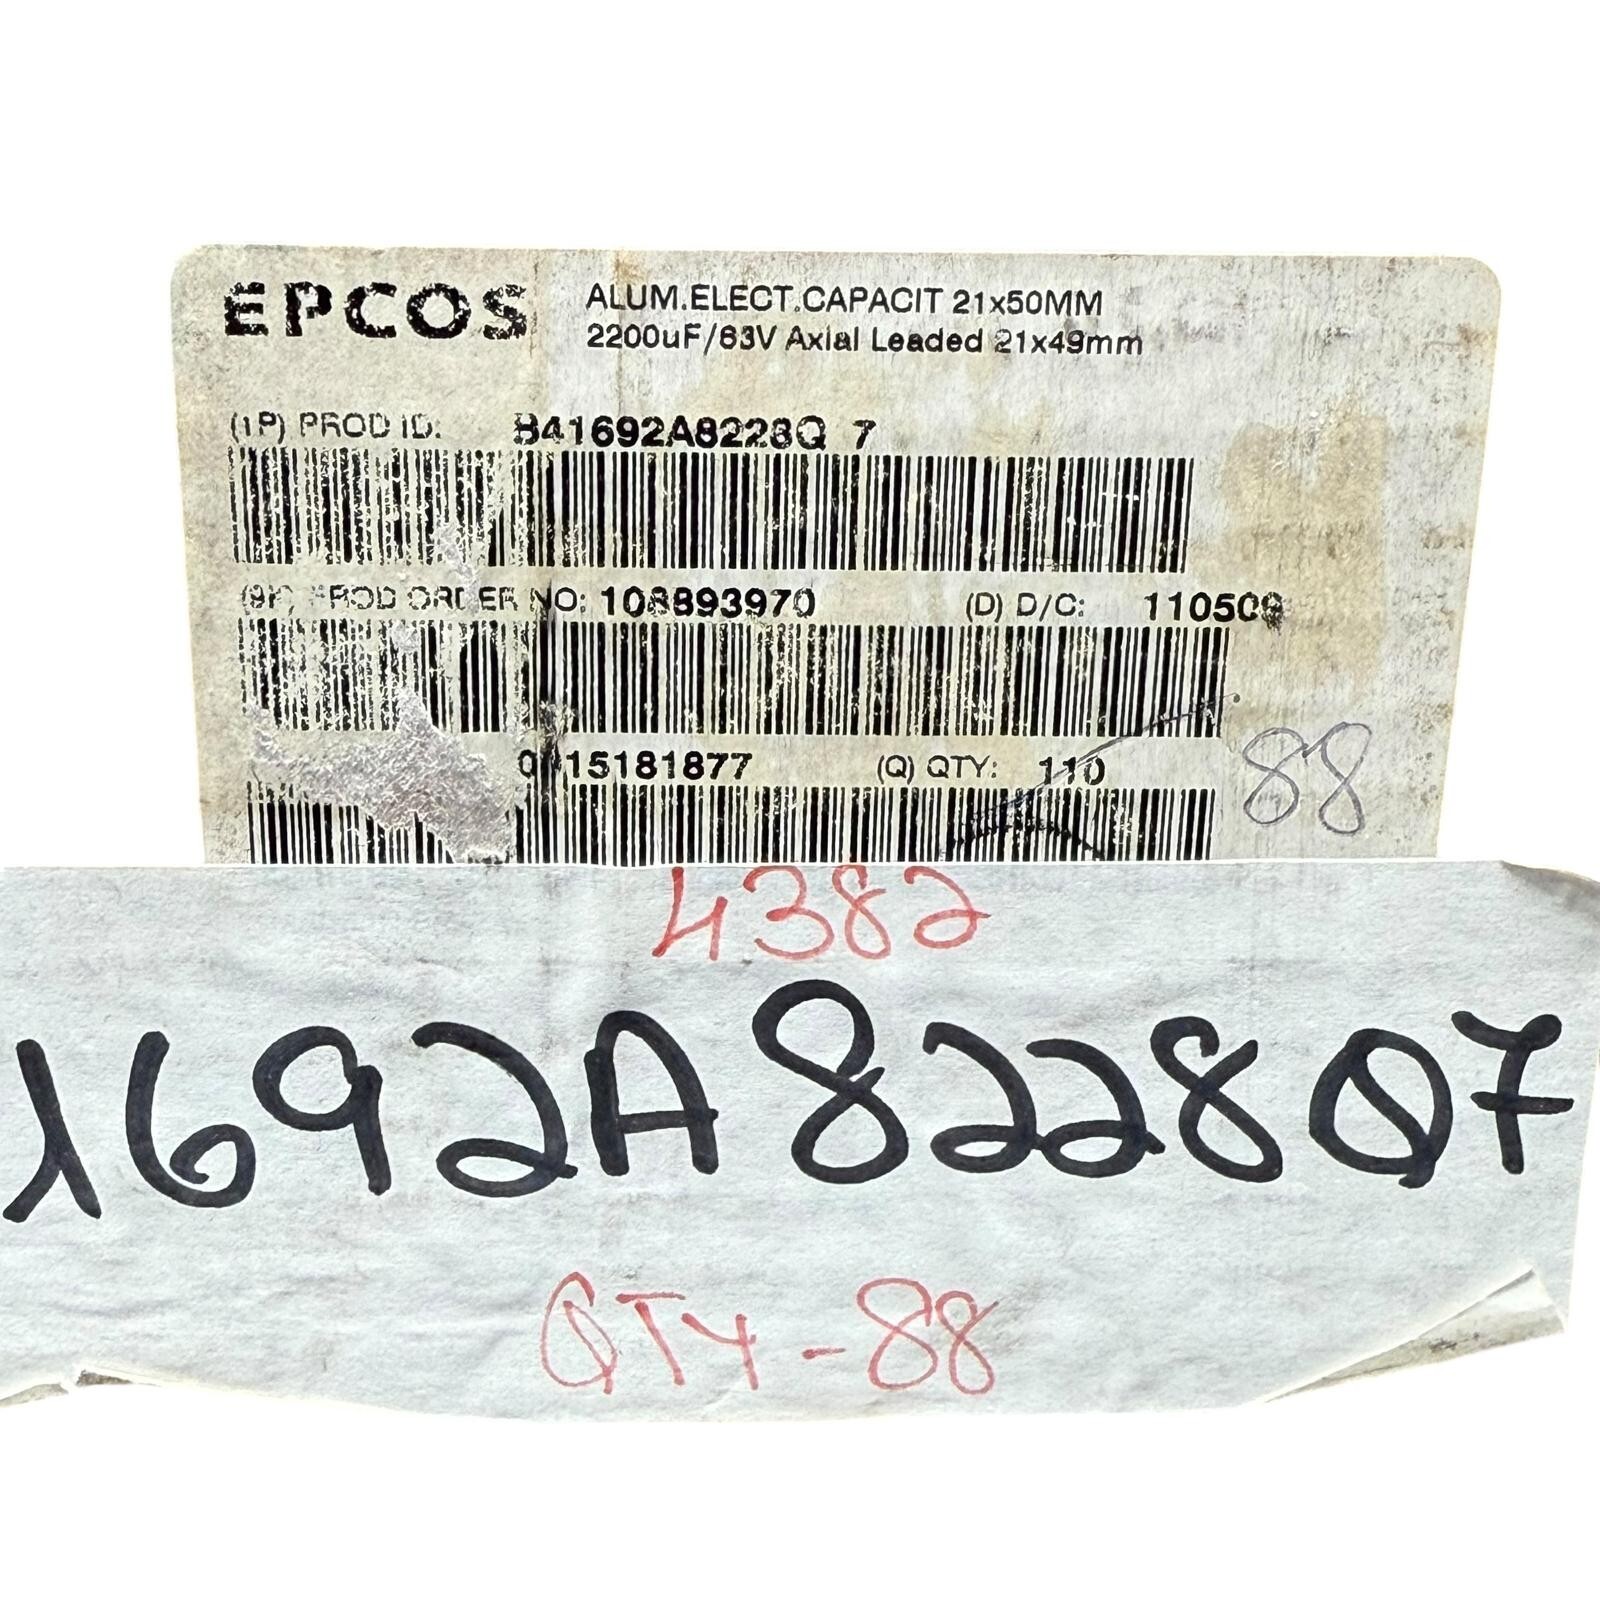 EPCOS
ALUM.ELECT.CAPACIT 21x50MM
2200uF/63V Axial Leaded 21x49mm
(1P) PROD ID: B41692A8228Q 7
PROD ORDER NO: 108893970 (D) D/C: 110509
15181877 (Q) QTY: 110 88
4382
1692A8228Q7
QTY-88